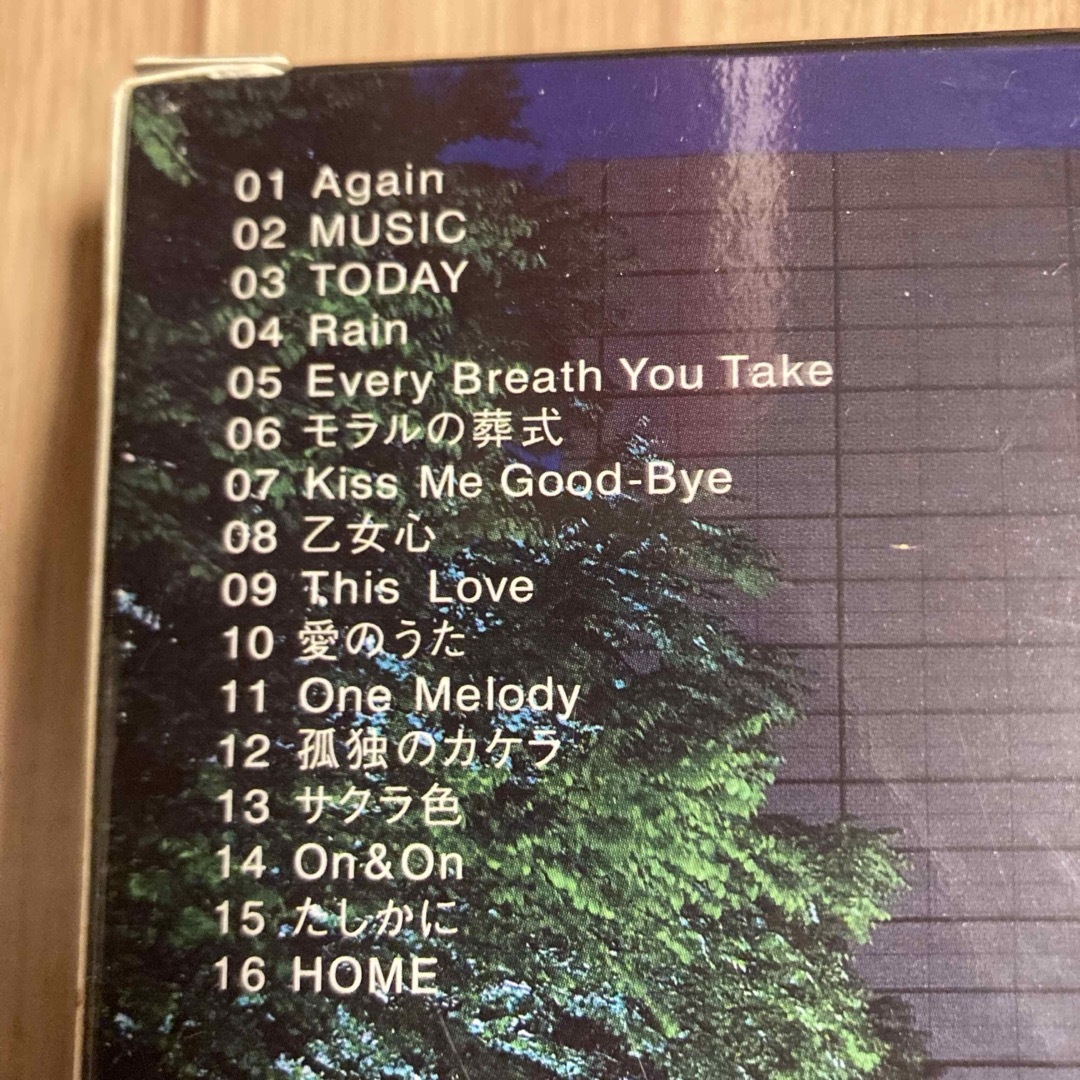 01 Again
02 MUSIC
03 TODAY
04 Rain
05 Every Breath You Take
06 モラルの葬式
07 Kiss Me Good-Bye
08 乙女心
09 This Love
10 愛のうた
11 One Melody
12 孤独のカケラ
13 サクラ色
14 On&On
15 たしかに
16 HOME